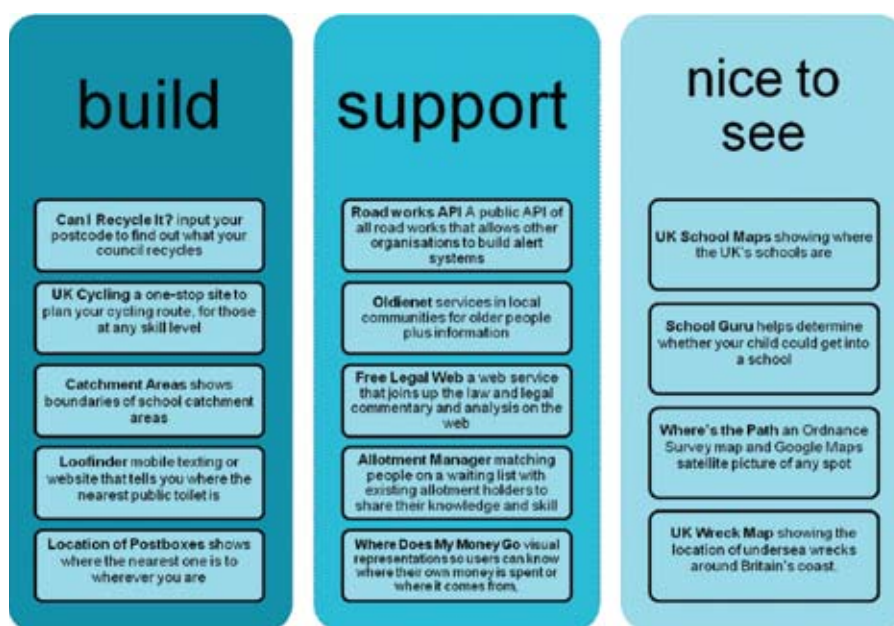 build
Can I Recycle It? input your
postcode to find out what your
council recycles
UK Cycling a one-stop site to
plan your cycling route, for those
at any skill level
Catchment Areas shows
boundaries of school catchment
areas
Loofinder mobile texting or
website that tells you where the
nearest public toilet is
Location of Postboxes shows
where the nearest one is to
wherever you are
support
Road works API A public API of
all road works that allows other
organisations to build alert
systems
Oldienet services in local
communities for older people
plus information
Free Legal Web a web service
that joins up the law and legal
commentary and analysis on the
web
Allotment Manager matching
people on a waiting list with
existing allotment holders to
share their knowledge and skill
Where Does My Money Go visual
representations so users can know
where their own money is spent or
where it comes from,
nice to
see
UK School Maps showing where
the UK's schools are
School Guru helps determine
whether your child could get into
a school
Where's the Path an Ordnance
Survey map and Google Maps
satellite picture of any spot
UK Wreck Map showing the
location of undersea wrecks
around Britain's coast.